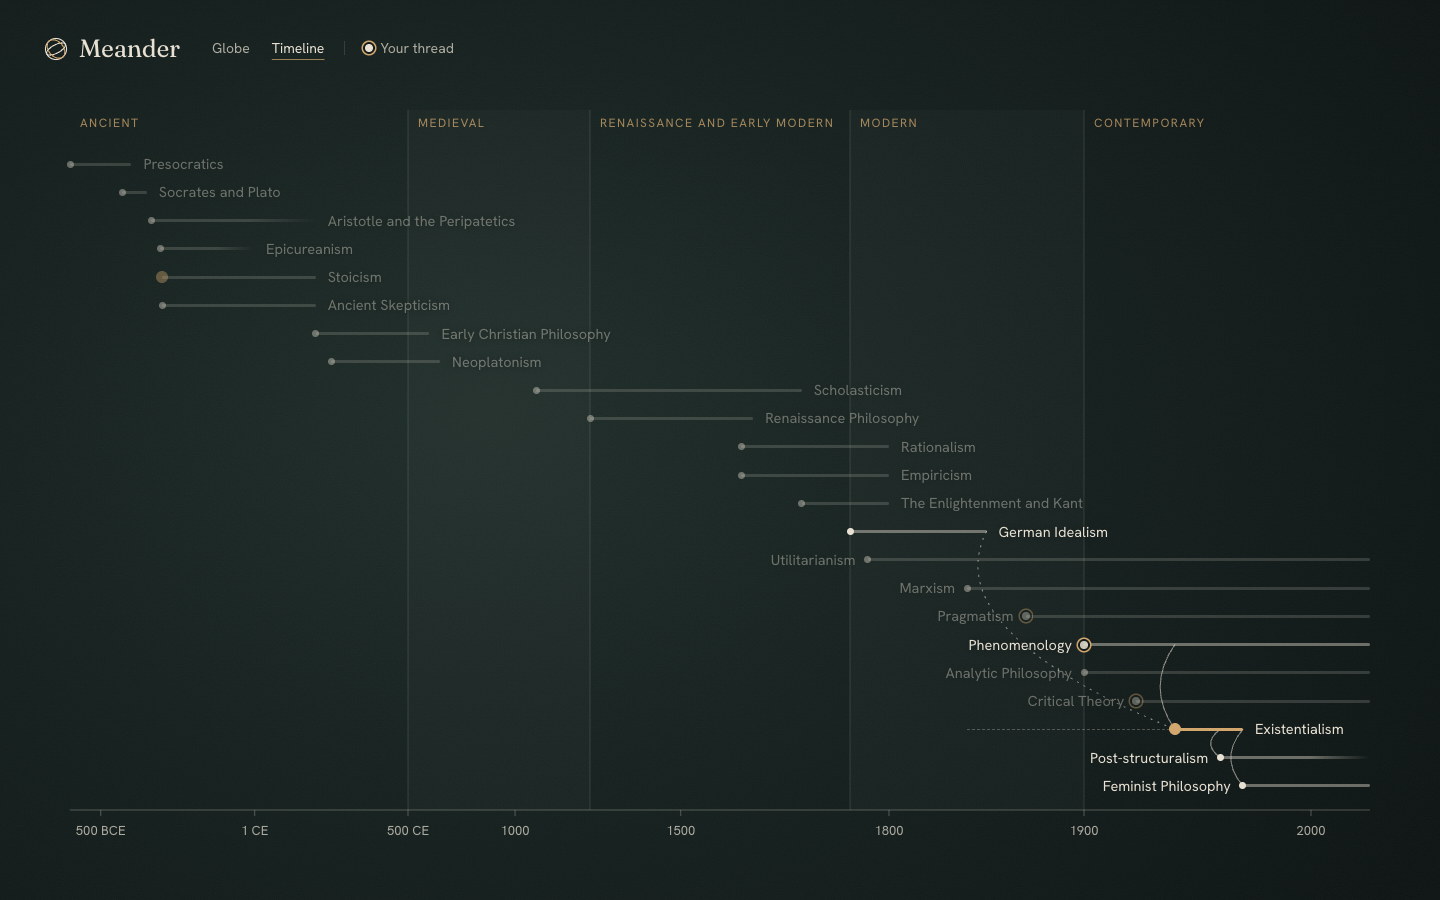 Meander
Globe
Timeline
Your thread
ANCIENT
MEDIEVAL
RENAISSANCE AND EARLY MODERN
MODERN
CONTEMPORARY
Presocratics
Socrates and Plato
Aristotle and the Peripatetics
Epicureanism
Stoicism
Ancient Skepticism
Early Christian Philosophy
Neoplatonism
Scholasticism
Renaissance Philosophy
Rationalism
Empiricism
The Enlightenment and Kant
German Idealism
Utilitarianism
Marxism
Pragmatism
Phenomenology
Analytic Philosophy
Critical Theory
Existentialism
Post-structuralism
Feminist Philosophy
500 BCE
1 CE
500 CE
1000
1500
1800
1900
2000